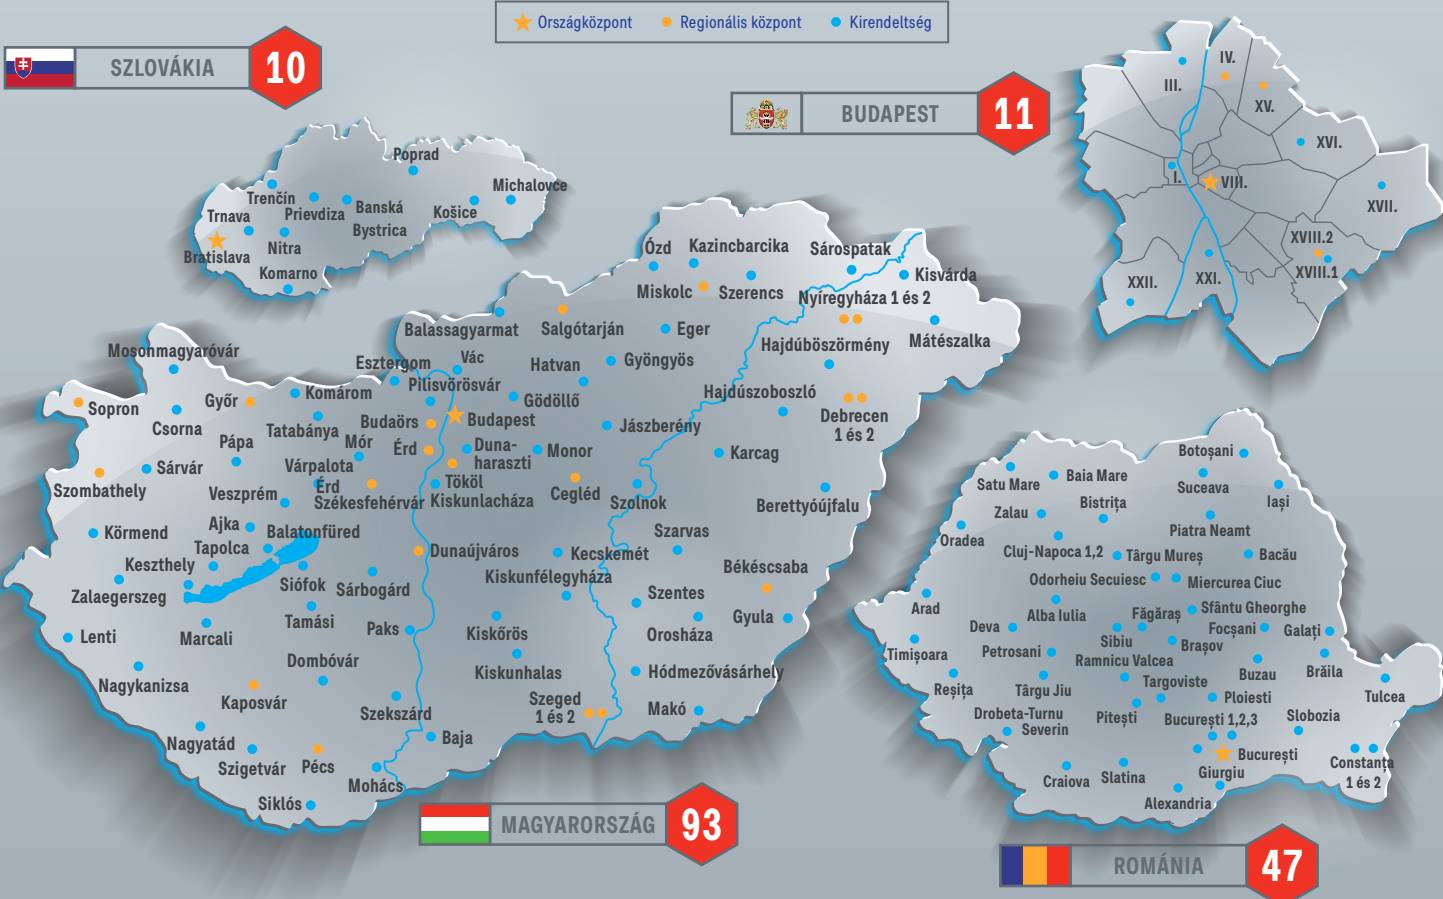 Országközpont
Regionális központ
Kirendeltség
SZLOVÁKIA
10
Poprad
Michalovce
Trenčín
Prievdiza
Banská
Bystrica
Košice
Trnava
Nitra
Bratislava
Komarno
BUDAPEST
11
III.
IV.
XV.
XVI.
I.
VIII.
XVII.
XVIII.2
XVIII.1
XXII.
XXI.
Ózd
Kazincbarcika
Sárospatak
Kisvárda
Miskolc
Szerencs
Nyíregyháza 1 és 2
Balassagyarmat
Salgótarján
Eger
Mátészalka
Hajdúböszörmény
Mosonmagyaróvár
Esztergom
Vác
Hatvan
Gyöngyös
Pilisvörösvár
Hajdúszoboszló
Sopron
Győr
Komárom
Gödöllő
Csorna
Tatabánya
Budaörs
Budapest
Jászberény
Debrecen
1 és 2
Pápa
Mór
Érd
Duna-
haraszti
Monor
Karcag
Sárvár
Várpalota
Érd
Tököl
Szombathely
Veszprém
Székesfehérvár
Kiskunlacháza
Cegléd
Szolnok
Berettyóújfalu
Körmend
Ajka
Balatonfüred
Szarvas
Tapolca
Dunaújváros
Kecskemét
Keszthely
Siófok
Sárbogárd
Kiskunfélegyháza
Békéscsaba
Zalaegerszeg
Szentes
Gyula
Lenti
Marcali
Tamási
Paks
Kiskőrös
Orosháza
Dombóvár
Nagykanizsa
Kiskunhalas
Hódmezővásárhely
Kaposvár
Szekszárd
Szeged
1 és 2
Makó
Nagyatád
Baja
Szigetvár
Pécs
Mohács
Siklós
MAGYARORSZÁG
93
Botoșani
Satu Mare
Baia Mare
Suceava
Iași
Zalau
Bistrița
Piatra Neamt
Oradea
Cluj-Napoca 1,2
Târgu Mureș
Bacău
Odorheiu Secuiesc
Miercurea Ciuc
Arad
Alba Iulia
Făgăraș
Sfântu Gheorghe
Deva
Sibiu
Focșani
Galați
Timișoara
Petrosani
Brașov
Ramnicu Valcea
Buzau
Brăila
Reșița
Târgu Jiu
Targoviste
Tulcea
Ploiesti
Drobeta-Turnu
Severin
Pitești
București 1,2,3
Slobozia
București
Constanța
1 és 2
Craiova
Slatina
Giurgiu
Alexandria
ROMÁNIA
47